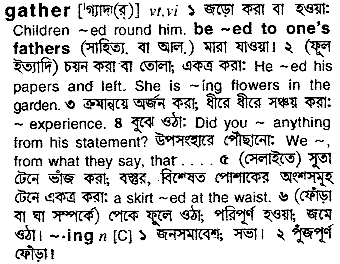 gather ['গ্যাদ্য(র্)] vt,vi ১ জড়ো করা বা হওয়া:
Children ~ed round him. be ~ed to one's
fathers (সাহিত্য, বা আল.) মারা যাওয়া। ২ (ফুল
ইত্যাদি) চয়ন করা বা তোলা; একত্র করা: He ~ed his
papers and left. She is ~ing flowers in the
garden. ৩ ক্রমান্বয়ে অর্জন করা; ধীরে ধীরে সঞ্চয় করা:
~ experience. ৪ বুঝে ওঠা: Did you ~ anything
from his statement? উপসংহারে পৌঁছানো: We ~,
from what they say, that .... ৫ (সেলাইতে) সুতা
টেনে ভাঁজ করা; বস্তুর, বিশেষত পোশাকের অংশসমূহ
টেনে একত্র করা: a skirt ~ed at the waist. ৬ (ফোঁড়া
বা ঘা সম্পর্কে) পেকে ফুলে ওঠা; পরিপূর্ণ হওয়া; জমে
ওঠা। ~·ing n [C] ১ জনসমাবেশ; সভা। ২ পুঁজপূর্ণ
ফোঁড়া।